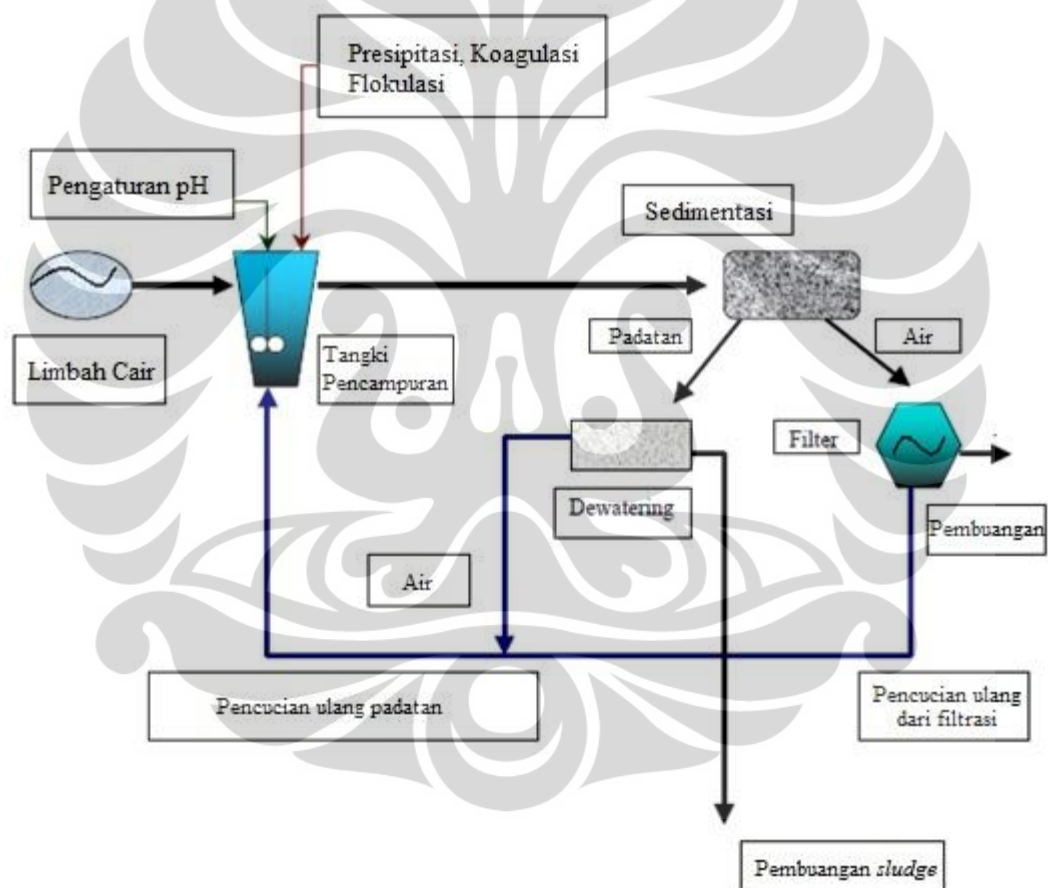 Presipitasi, Koagulasi
Flokulasi
Pengaturan pH
Sedimentasi
Limbah Cair
Tangki
Pencampuran
Padatan
Air
Filter
Dewatering
Pembuangan
Air
Pencucian ulang padatan
Pencucian ulang
dari filtrasi
Pembuangan sludge